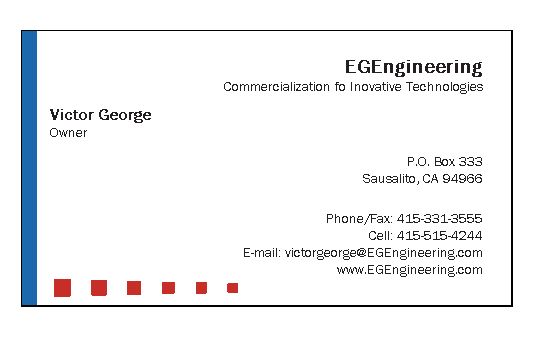 EGEngineering
Commercialization fo Inovative Technologies
Victor George
Owner
P.O. Box 333
Sausalito, CA 94966
Phone/Fax: 415-331-3555
Cell: 415-515-4244
E-mail: victorgeorge@EGEngineering.com
www.EGEngineering.com